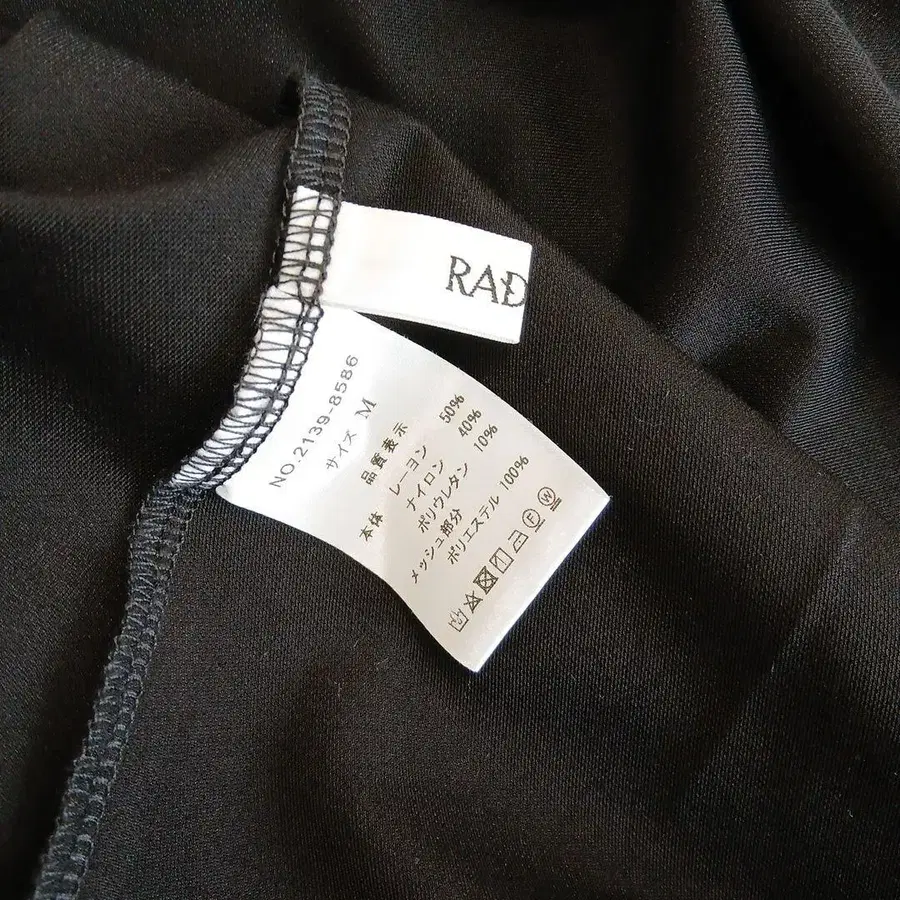 RAD
NO.2139-8586
サイズ M
品質表示
本体 レーヨン 50%
ナイロン 40%
ポリウレタン 10%
メッシュ部分
ポリエステル 100%
F W